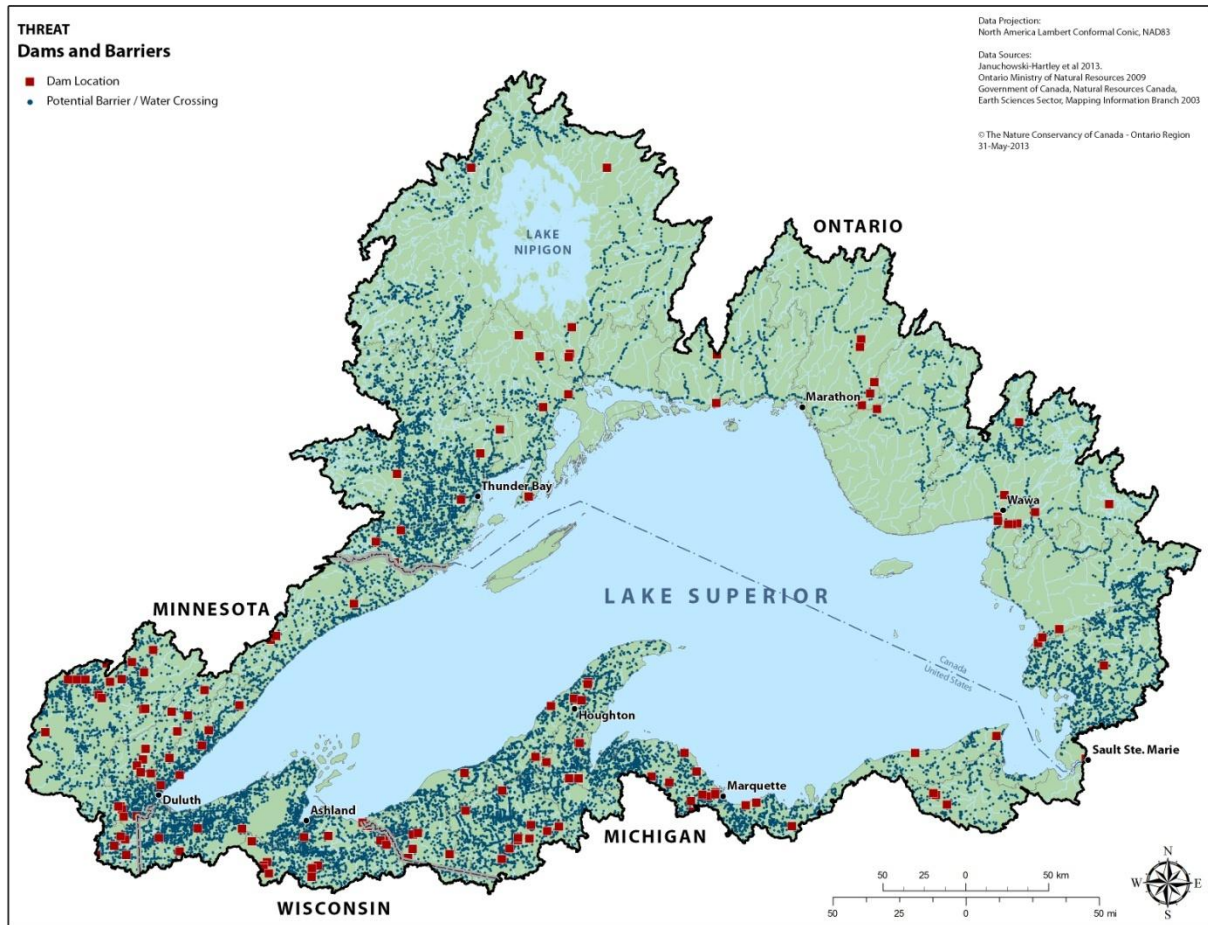 THREAT
Dams and Barriers
Dam Location
Potential Barrier / Water Crossing
Data Projection:
North America Lambert Conformal Conic, NAD83
Data Sources:
Januchowski-Hartley et al 2013.
Ontario Ministry of Natural Resources 2009
Government of Canada, Natural Resources Canada,
Earth Sciences Sector, Mapping Information Branch 2003
© The Nature Conservancy of Canada - Ontario Region
31-May-2013
ONTARIO
LAKE
NIPIGON
Marathon
Thunder Bay
Wawa
MINNESOTA
LAKE SUPERIOR
Canada
United States
Houghton
Sault Ste. Marie
Duluth
Ashland
Marquette
MICHIGAN
WISCONSIN
50 25 0 50 km
50 25 0 50 mi
N
W E
S